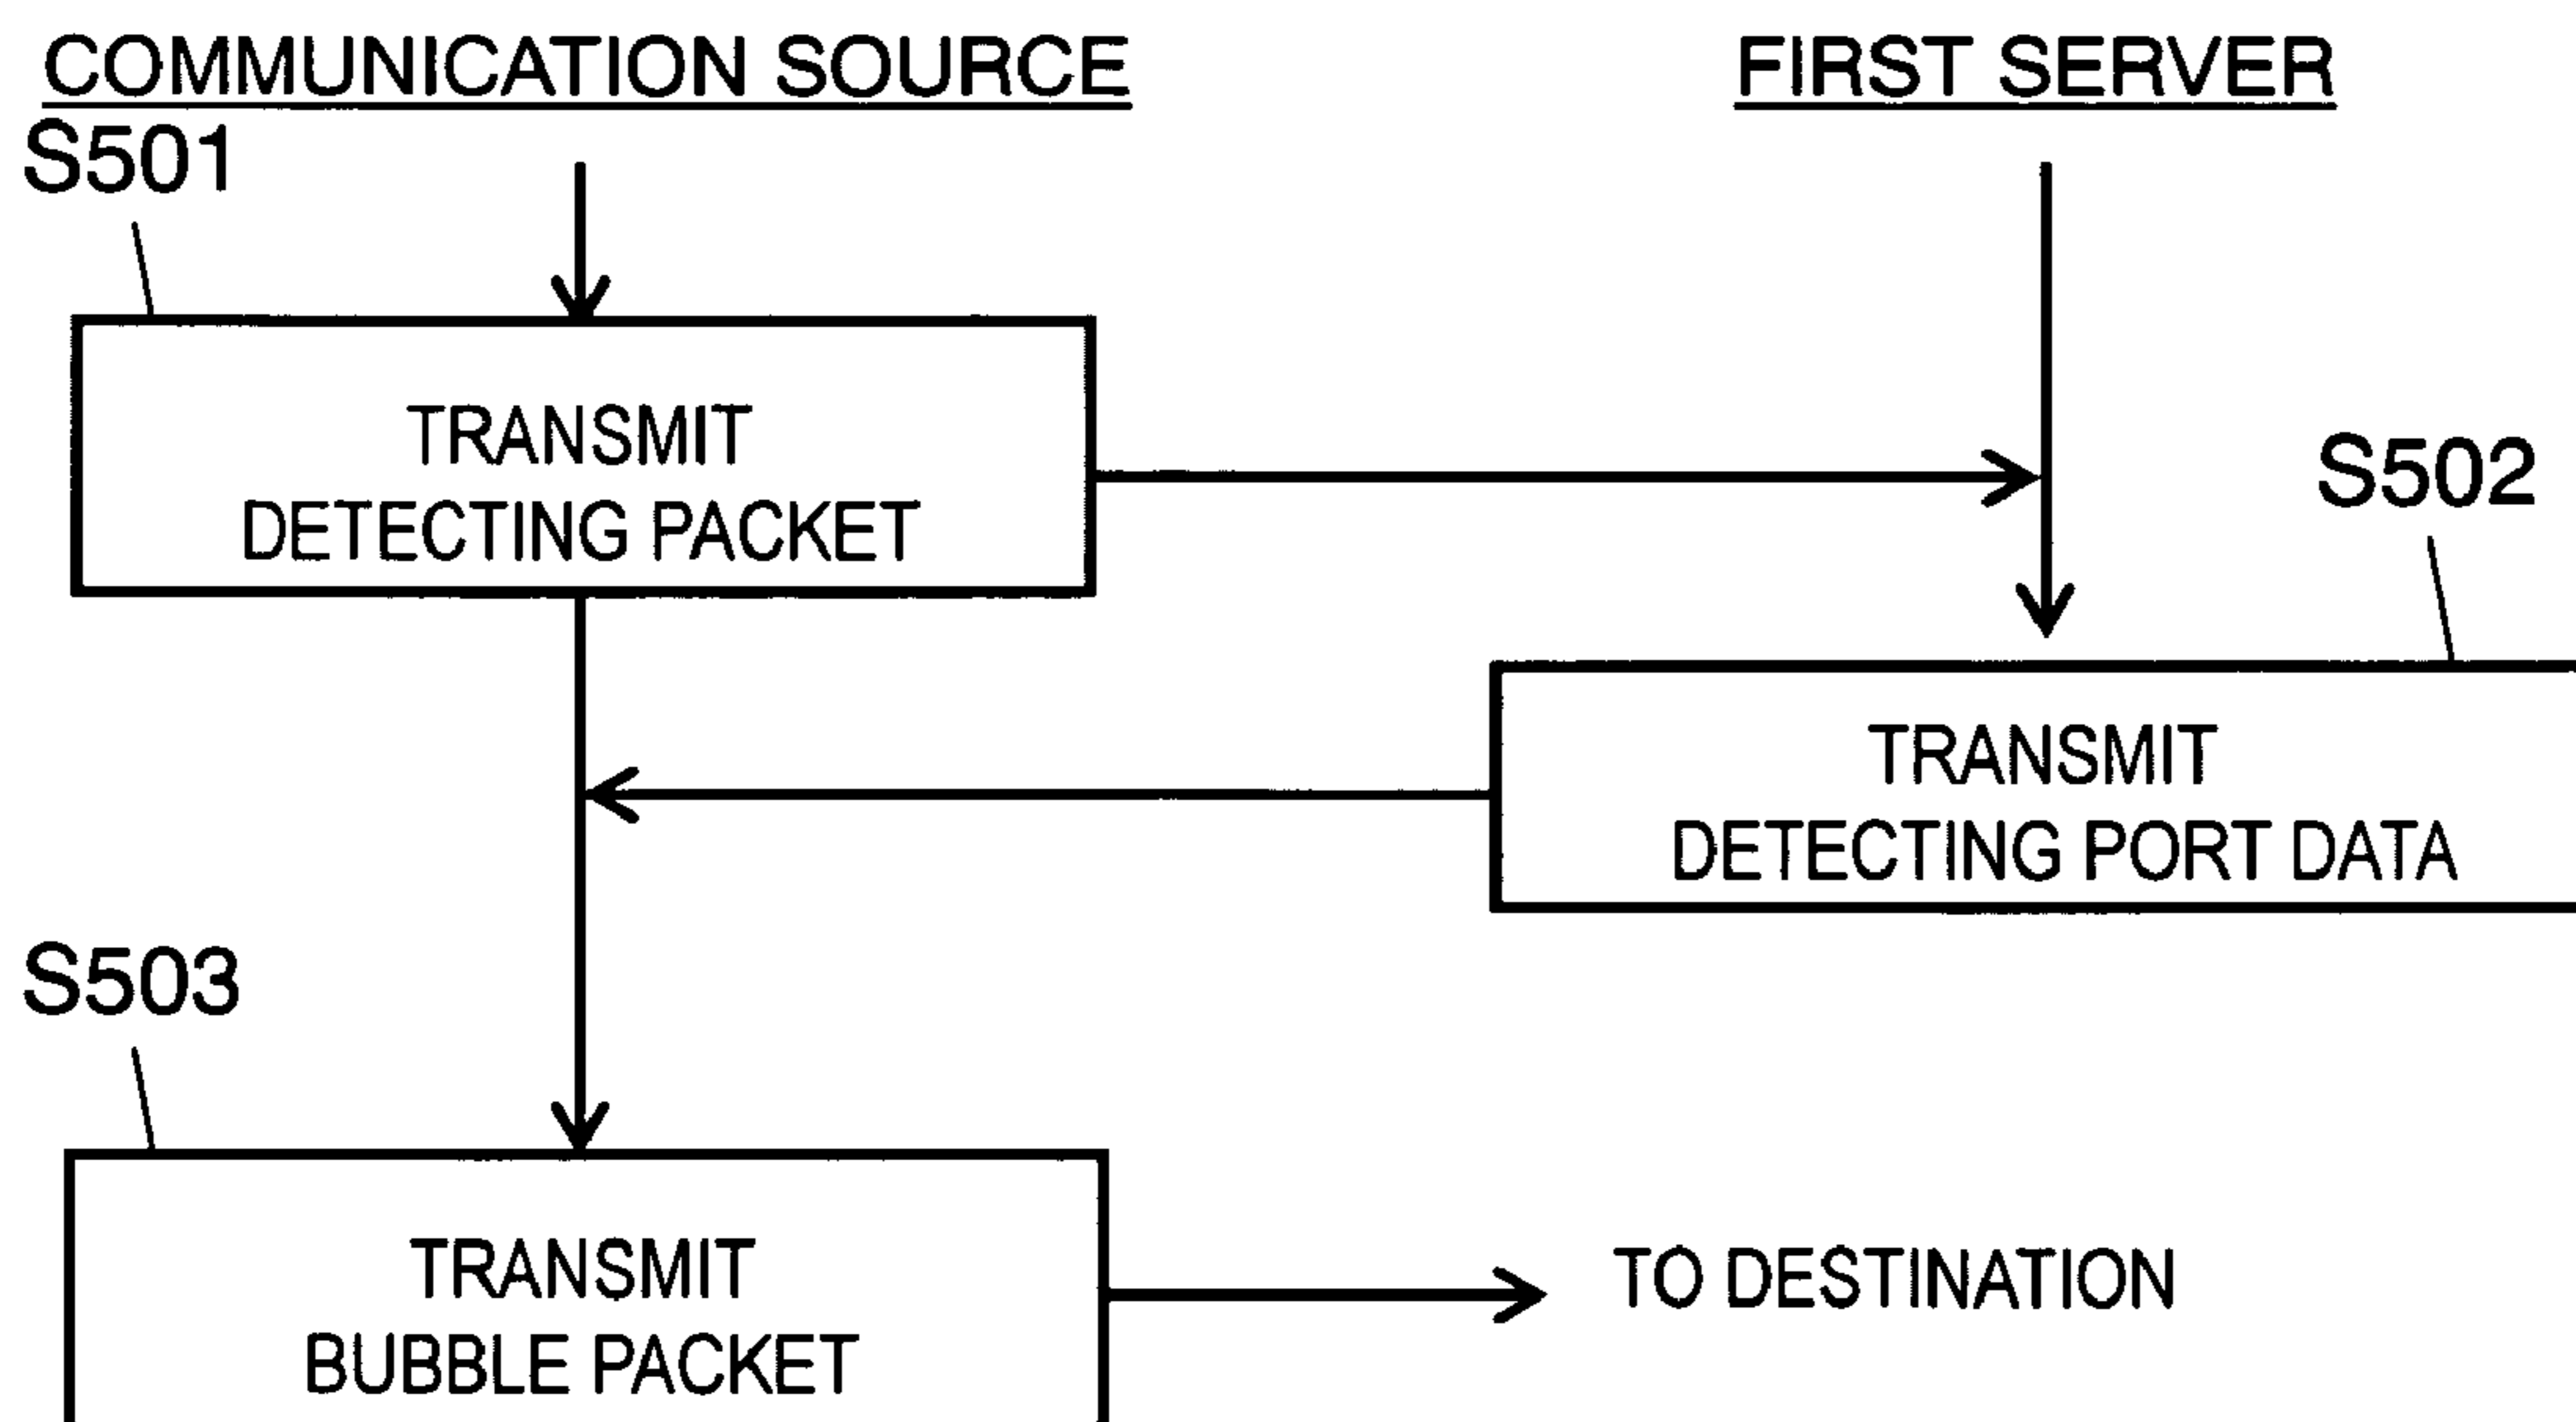 COMMUNICATION SOURCE
FIRST SERVER
S501
TRANSMIT
DETECTING PACKET
S502
TRANSMIT
DETECTING PORT DATA
S503
TRANSMIT
BUBBLE PACKET
TO DESTINATION